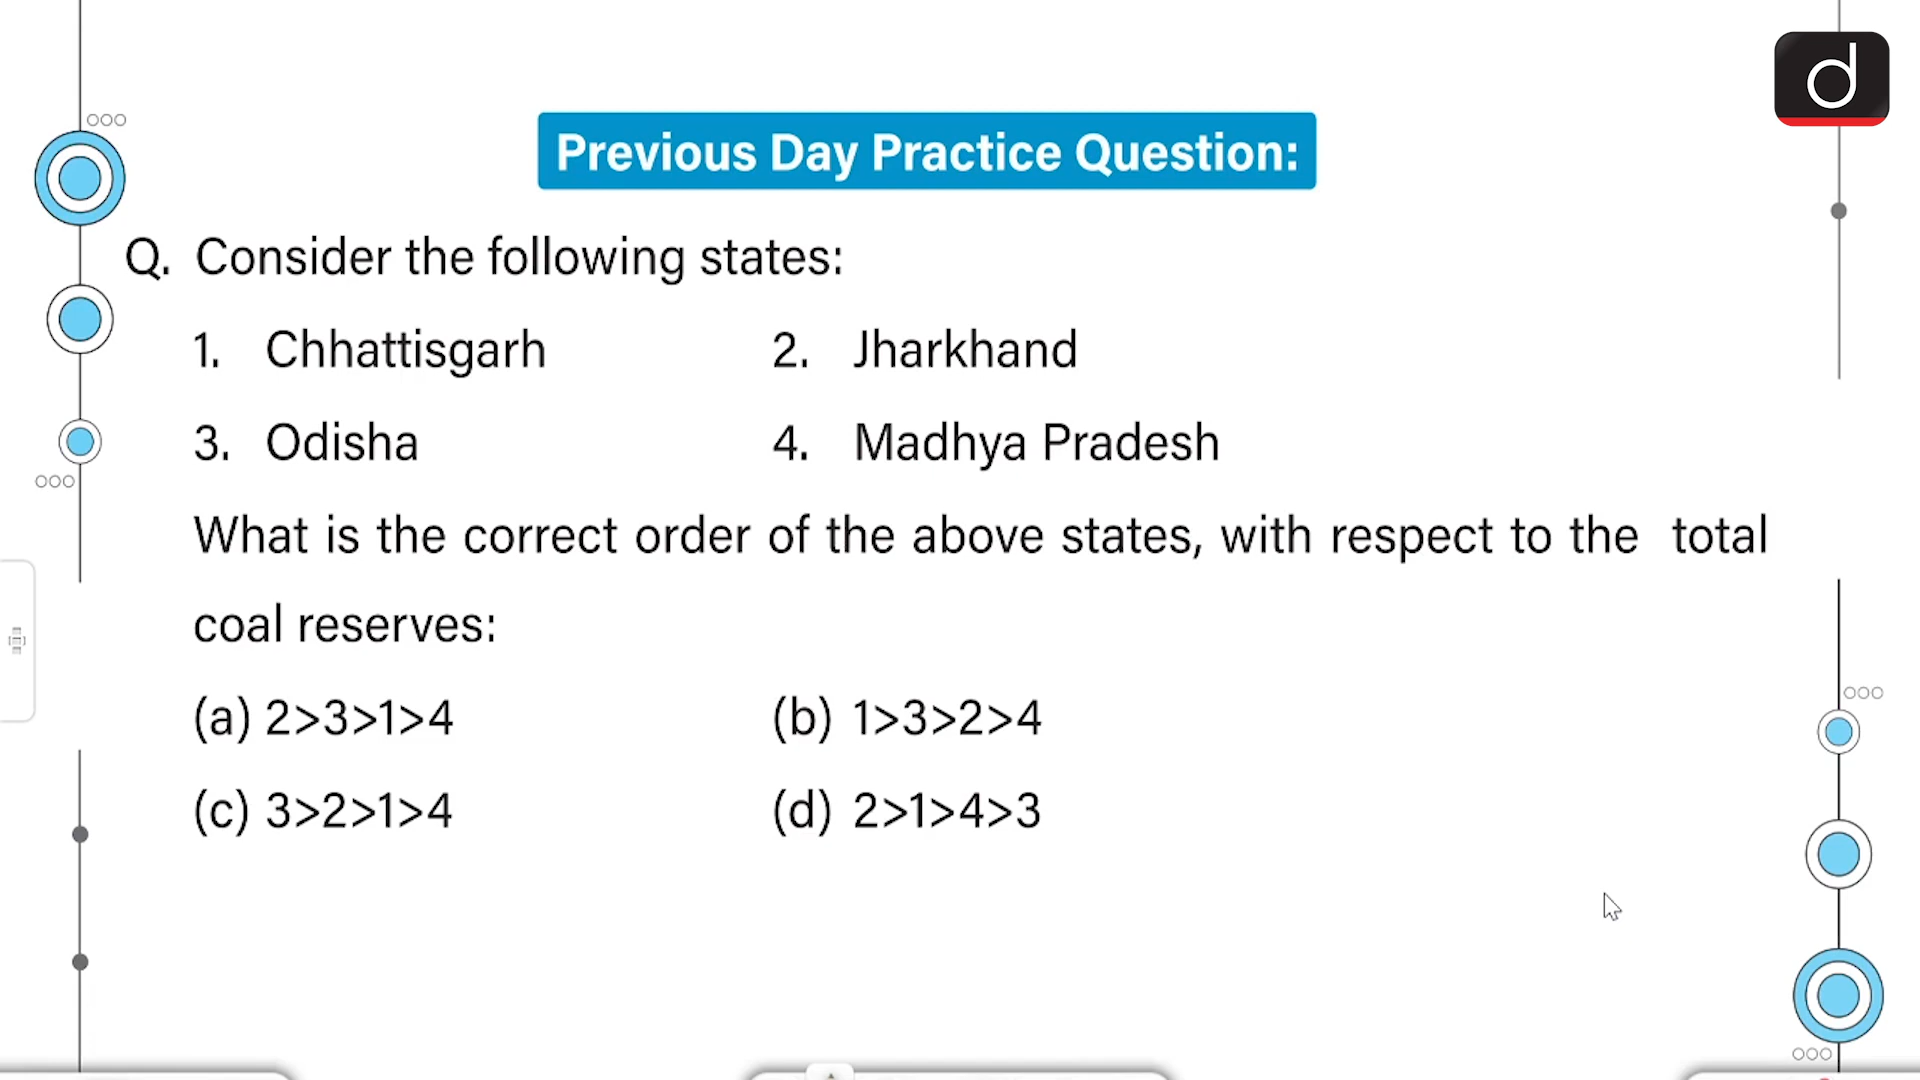 d
Previous Day Practice Question:
Q. Consider the following states:
1. Chhattisgarh 2. Jharkhand
3. Odisha 4. Madhya Pradesh
What is the correct order of the above states, with respect to the total
coal reserves:
(a) 2>3>1>4 (b) 1>3>2>4
(c) 3>2>1>4 (d) 2>1>4>3